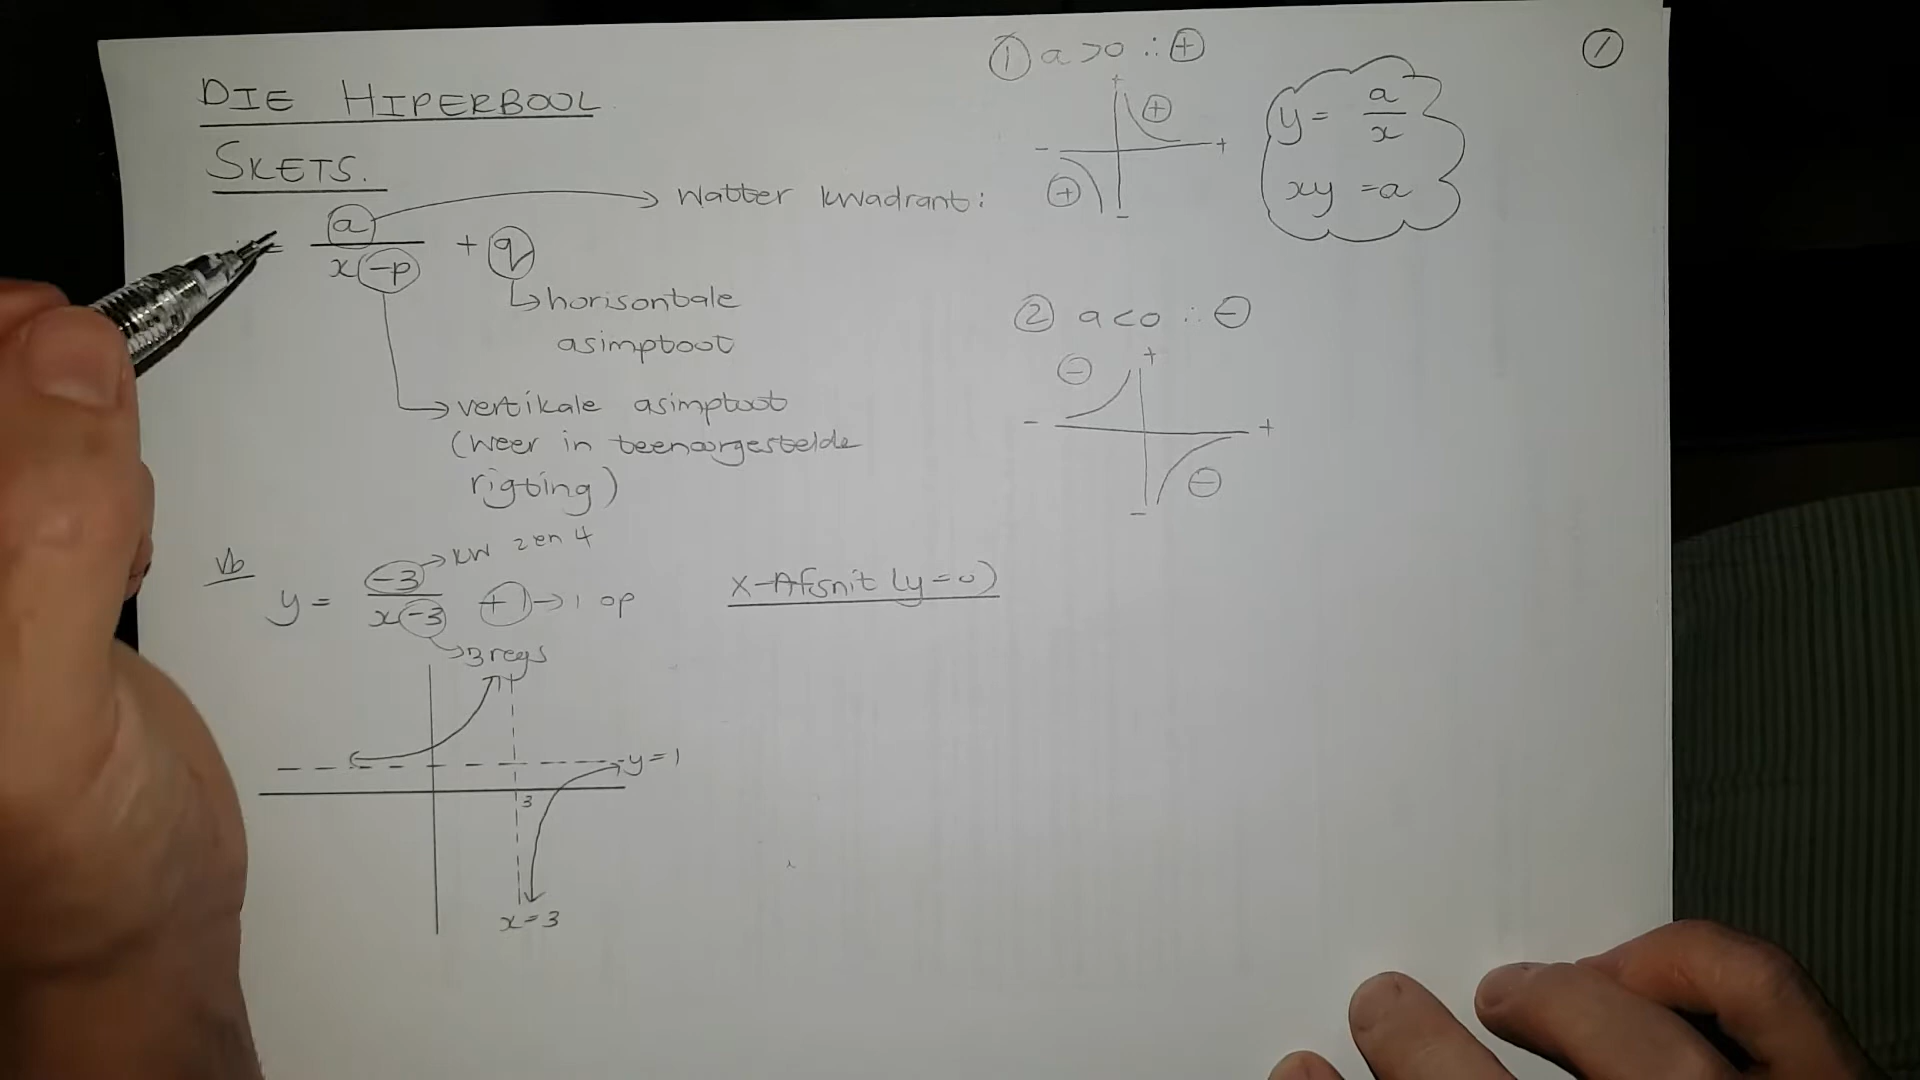 DIE HIPERBOOL
SKETS.
= a / x-p + q
→ watter kwadrant:
↳ horisontale
asimptoot
→ vertikale asimptoot
(weer in teenoorgestelde
rigting)
① a>0 ∴ ⊕
+
⊕
-
+
⊕
-
y = a / x
xy = a
1
② a<0 ∴ ⊖
+
⊖
-
+
⊖
-
Vb
y = -3 / x-3 +1 → 1 op
→ kw 2 en 4
→ 3 regs
y=1
3
x=3
x-Afsnit (y=0)